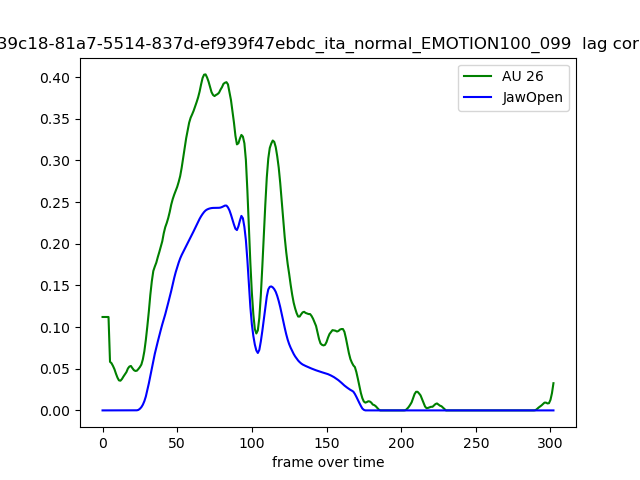 39c18-81a7-5514-837d-ef939f47ebdc_ita_normal_EMOTION100_099 lag
AU 26
JawOpen
0.40
0.35
0.30
0.25
0.20
0.15
0.10
0.05
0.00
0 50 100 150 200 250 300
frame over time